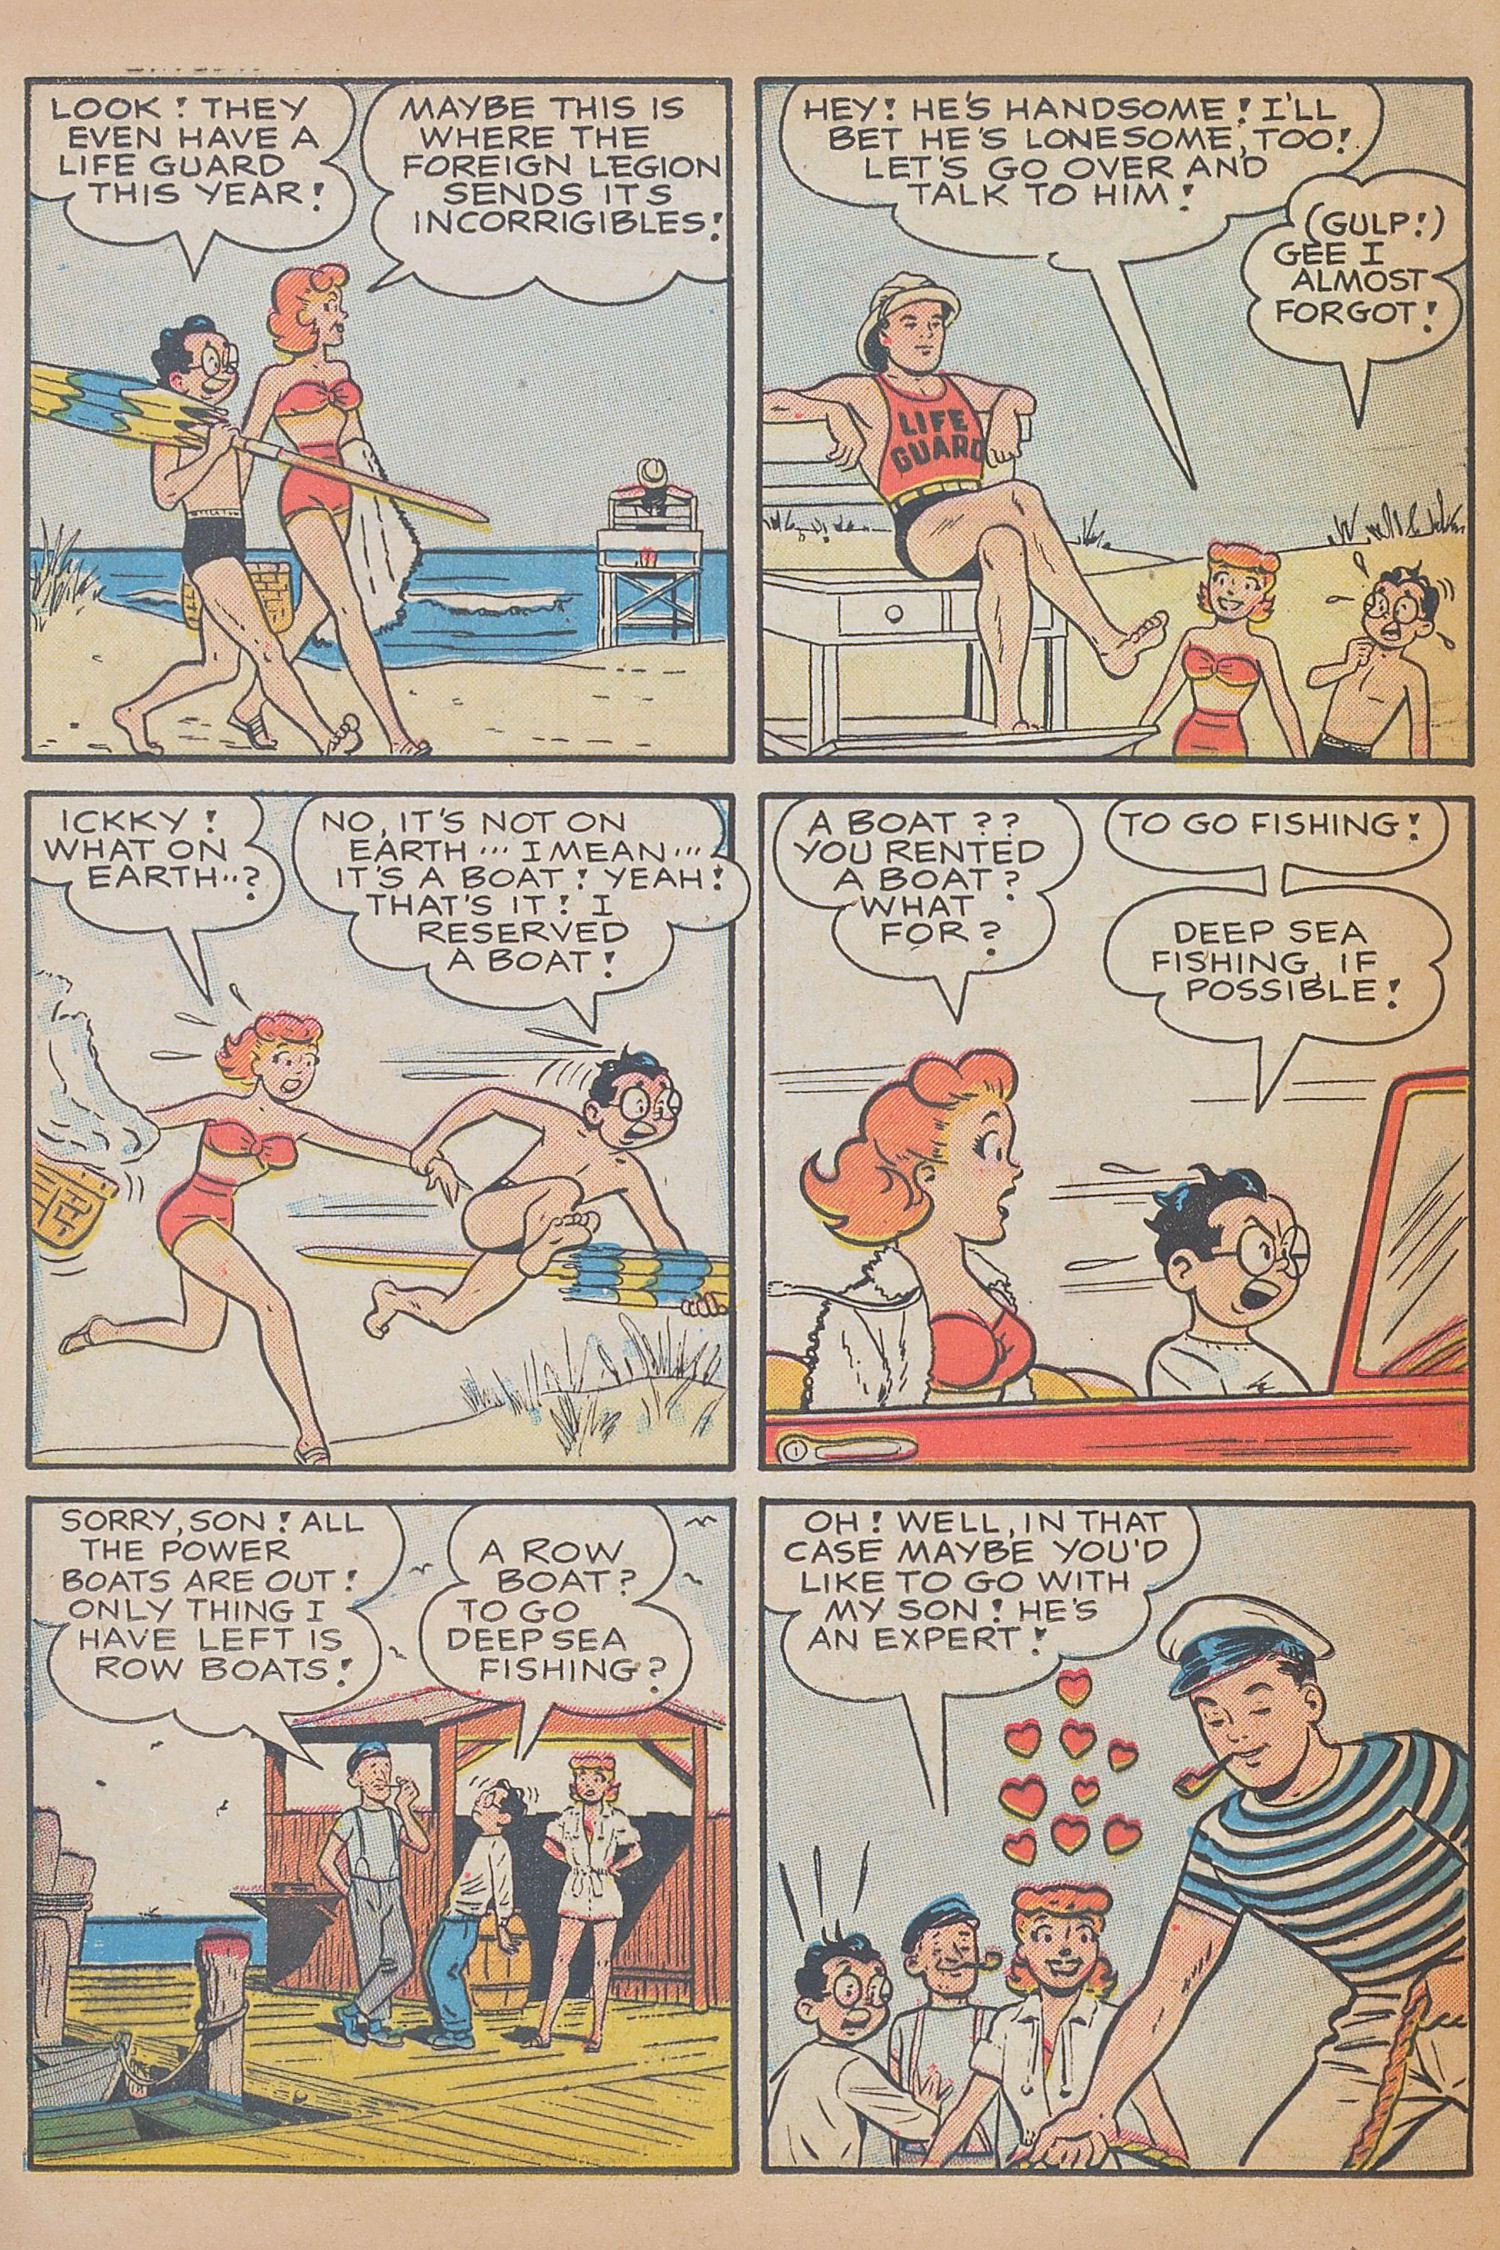 LOOK! THEY
EVEN HAVE A
LIFE GUARD
THIS YEAR!
MAYBE THIS IS
WHERE THE
FOREIGN LEGION
SENDS ITS
INCORRIGIBLES!
HEY! HE'S HANDSOME! I'LL
BET HE'S LONESOME, TOO!
LET'S GO OVER AND
TALK TO HIM!
(GULP!)
GEE I
ALMOST
FORGOT!
LIFE
GUARD
ICKKY!
WHAT ON
EARTH..?
NO, IT'S NOT ON
EARTH... I MEAN...
IT'S A BOAT! YEAH!
THAT'S IT! I
RESERVED
A BOAT!
A BOAT??
YOU RENTED
A BOAT?
WHAT
FOR?
TO GO FISHING!
DEEP SEA
FISHING, IF
POSSIBLE!
SORRY, SON! ALL
THE POWER
BOATS ARE OUT!
ONLY THING I
HAVE LEFT IS
ROW BOATS!
A ROW
BOAT?
TO GO
DEEP SEA
FISHING?
OH! WELL, IN THAT
CASE MAYBE YOU'D
LIKE TO GO WITH
MY SON! HE'S
AN EXPERT!